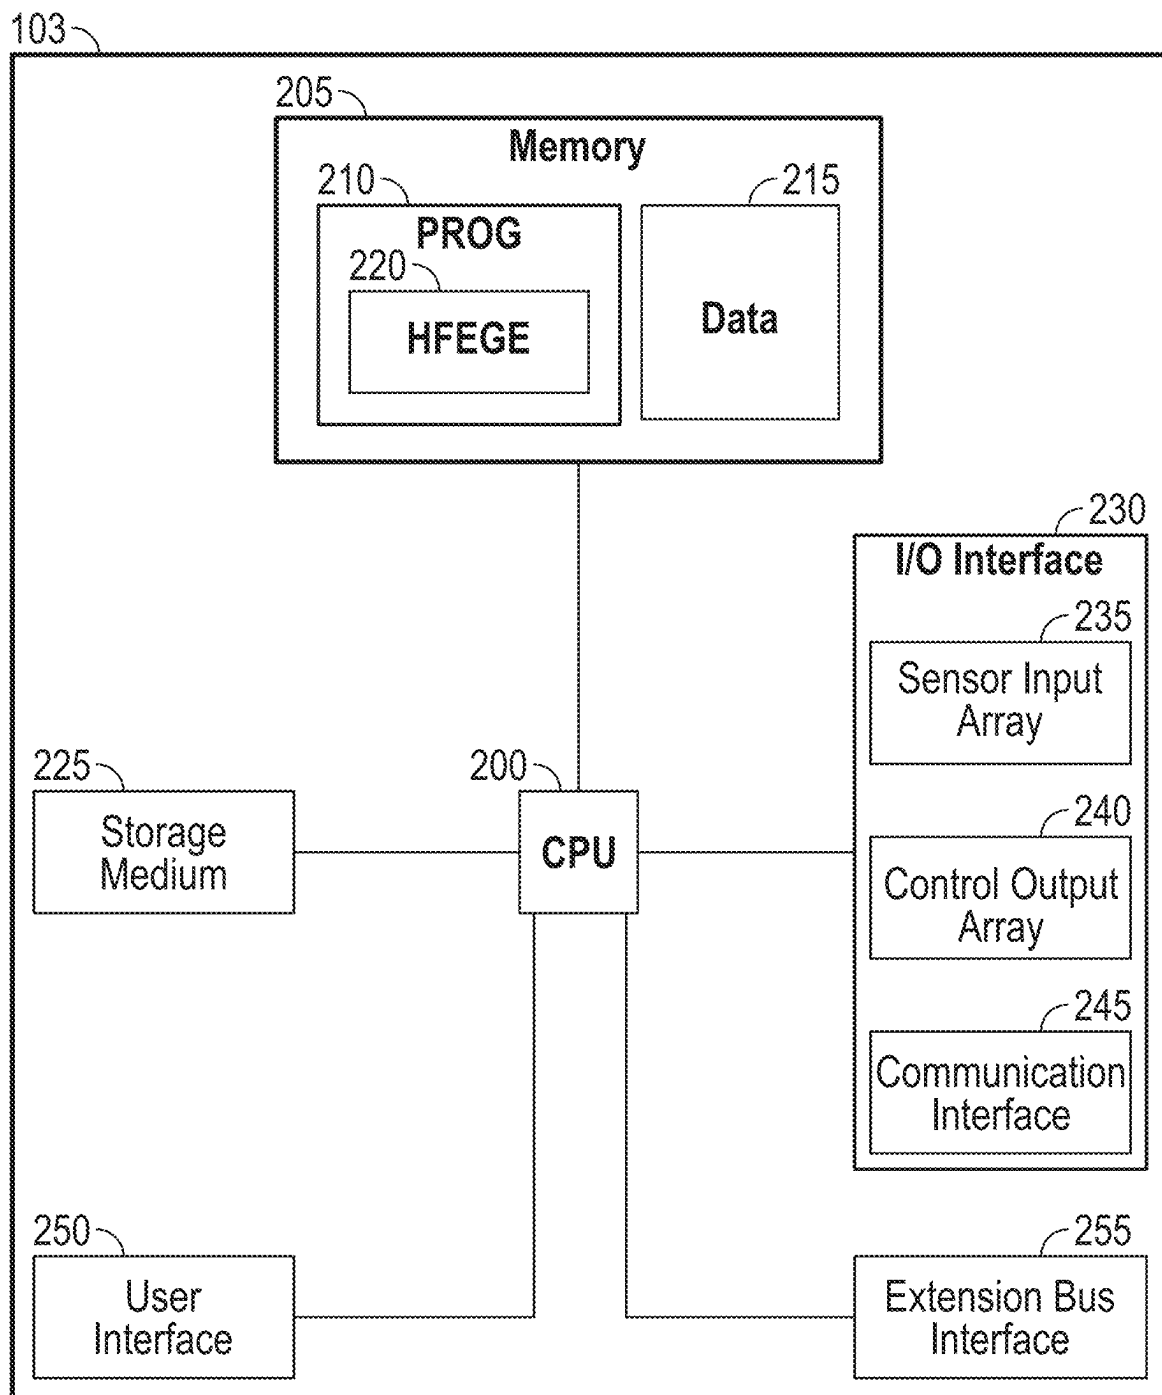 103
205
Memory
210
215
PROG
220
HFEGE
Data
230
I/O Interface
235
Sensor Input
Array
225
200
Storage
Medium
CPU
240
Control Output
Array
245
Communication
Interface
250
User
Interface
255
Extension Bus
Interface